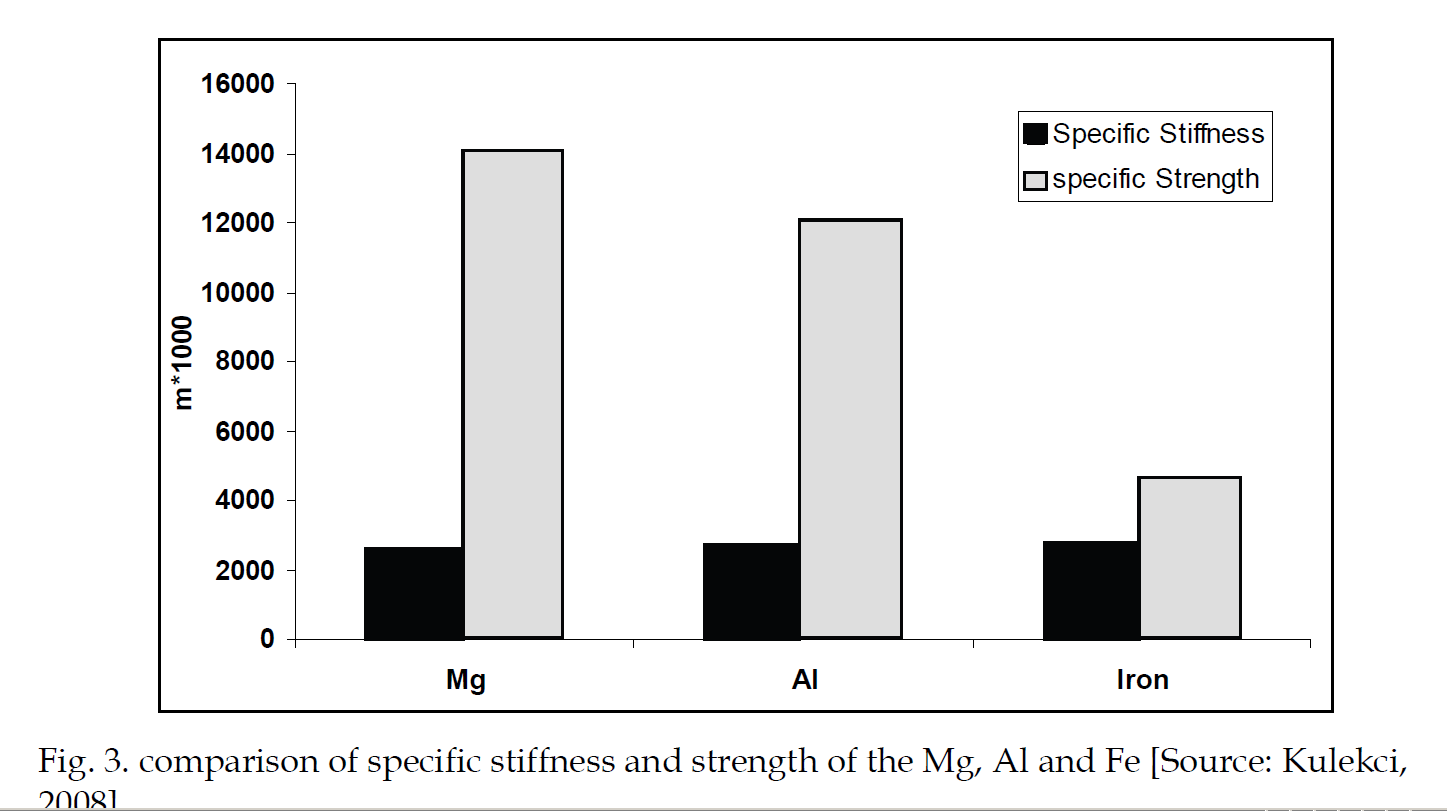 16000
14000
12000
10000
8000
6000
4000
2000
0
m*1000
Specific Stiffness
specific Strength
Mg Al Iron
Fig. 3. comparison of specific stiffness and strength of the Mg, Al and Fe [Source: Kulekci,
2008]